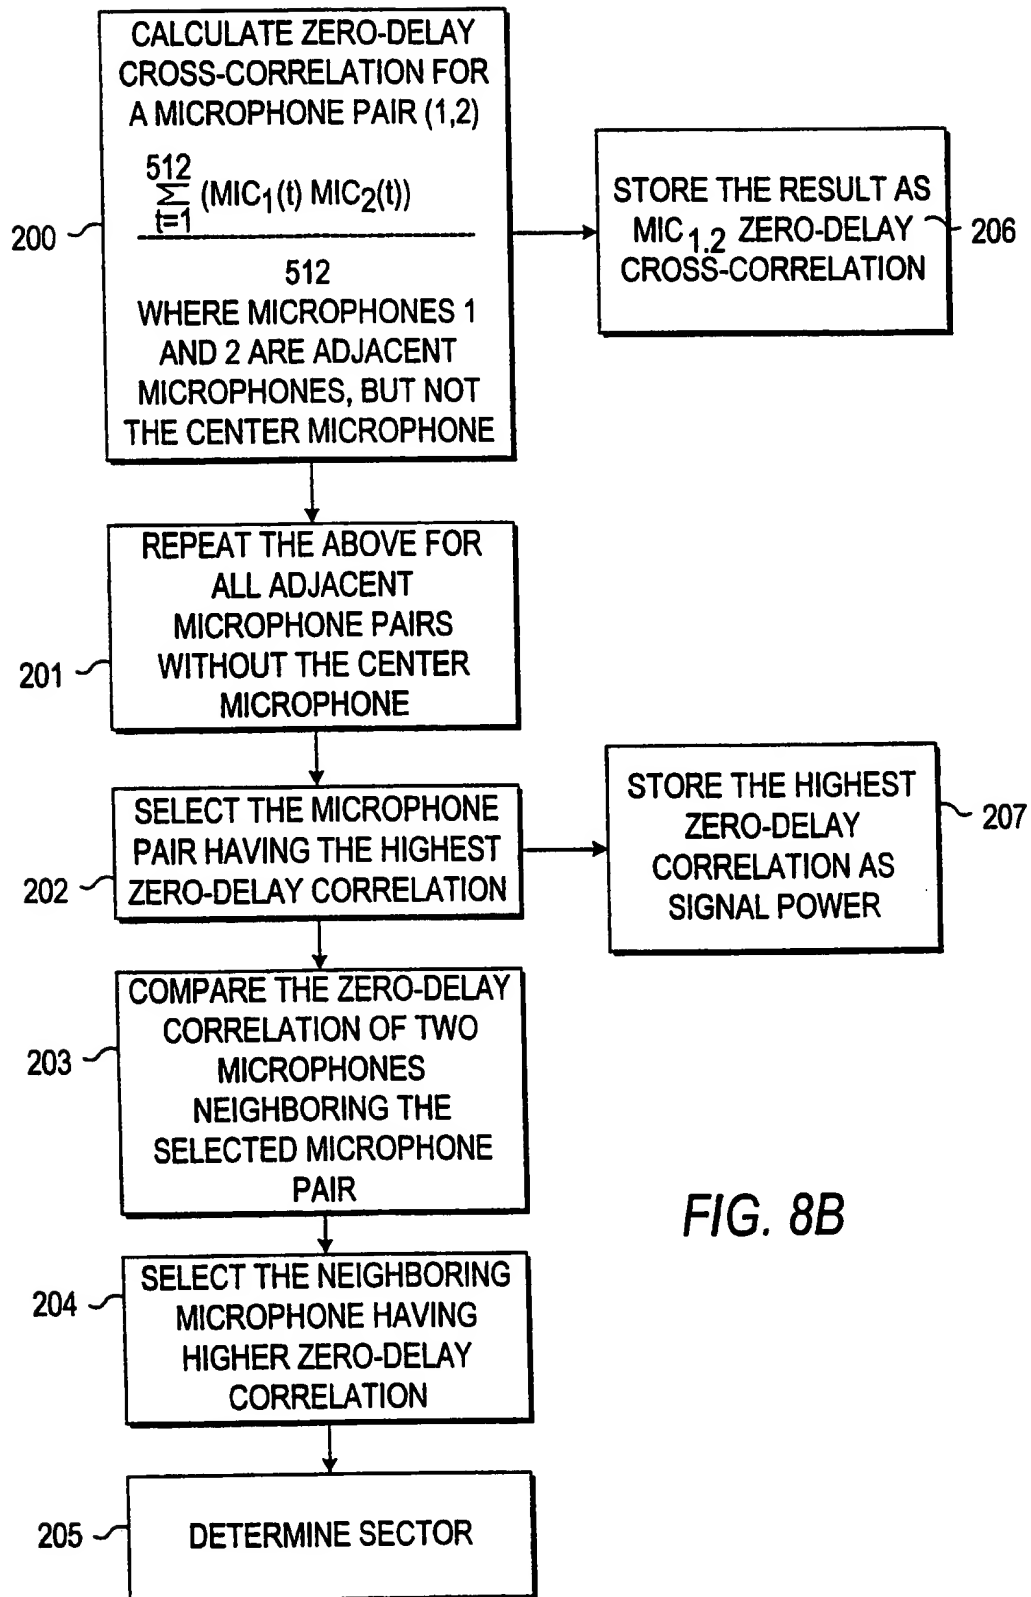 CALCULATE ZERO-DELAY
CROSS-CORRELATION FOR
A MICROPHONE PAIR (1,2)
512
Σ (MIC1(t) MIC2(t))
t=1
512
WHERE MICROPHONES 1
AND 2 ARE ADJACENT
MICROPHONES, BUT NOT
THE CENTER MICROPHONE
200
STORE THE RESULT AS
MIC1.2 ZERO-DELAY
CROSS-CORRELATION
206
REPEAT THE ABOVE FOR
ALL ADJACENT
MICROPHONE PAIRS
WITHOUT THE CENTER
MICROPHONE
201
SELECT THE MICROPHONE
PAIR HAVING THE HIGHEST
ZERO-DELAY CORRELATION
202
STORE THE HIGHEST
ZERO-DELAY
CORRELATION AS
SIGNAL POWER
207
COMPARE THE ZERO-DELAY
CORRELATION OF TWO
MICROPHONES
NEIGHBORING THE
SELECTED MICROPHONE
PAIR
203
SELECT THE NEIGHBORING
MICROPHONE HAVING
HIGHER ZERO-DELAY
CORRELATION
204
DETERMINE SECTOR
205
FIG. 8B